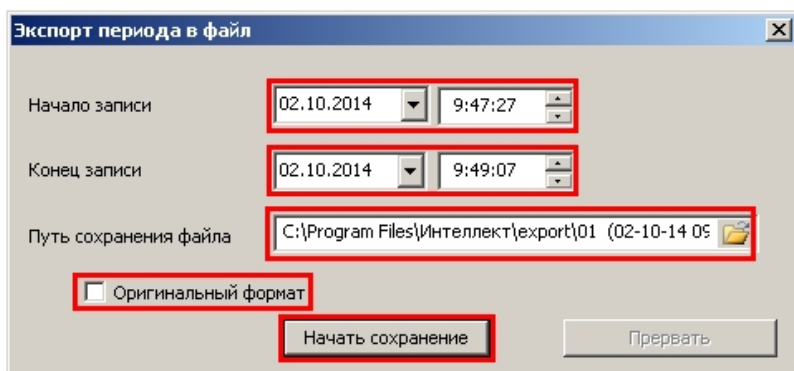 Экспорт периода в файл
Начало записи 02.10.2014 9:47:27
Конец записи 02.10.2014 9:49:07
Путь сохранения файла C:\Program Files\Интеллект\export\01 (02-10-14 09
Оригинальный формат
Начать сохранение Прервать